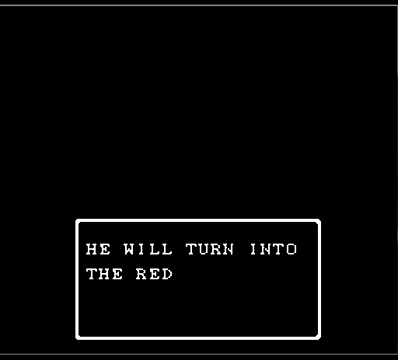 HE WILL TURN INTO
THE RED